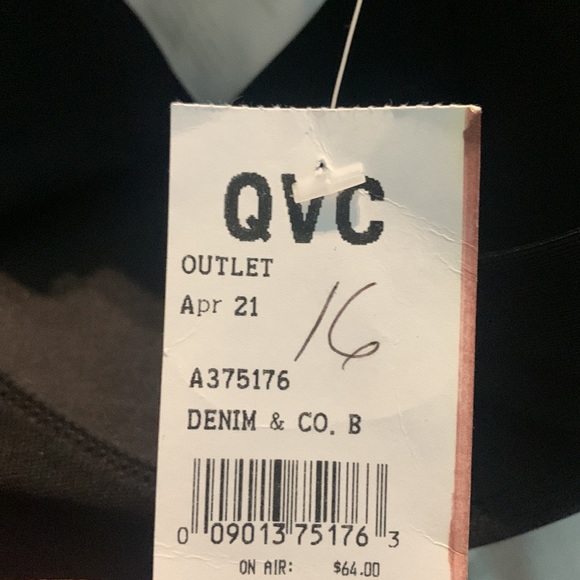 QVC
OUTLET
Apr 21
16
A375176
DENIM & CO. B
0 09013 75176 3
ON AIR: $64.00